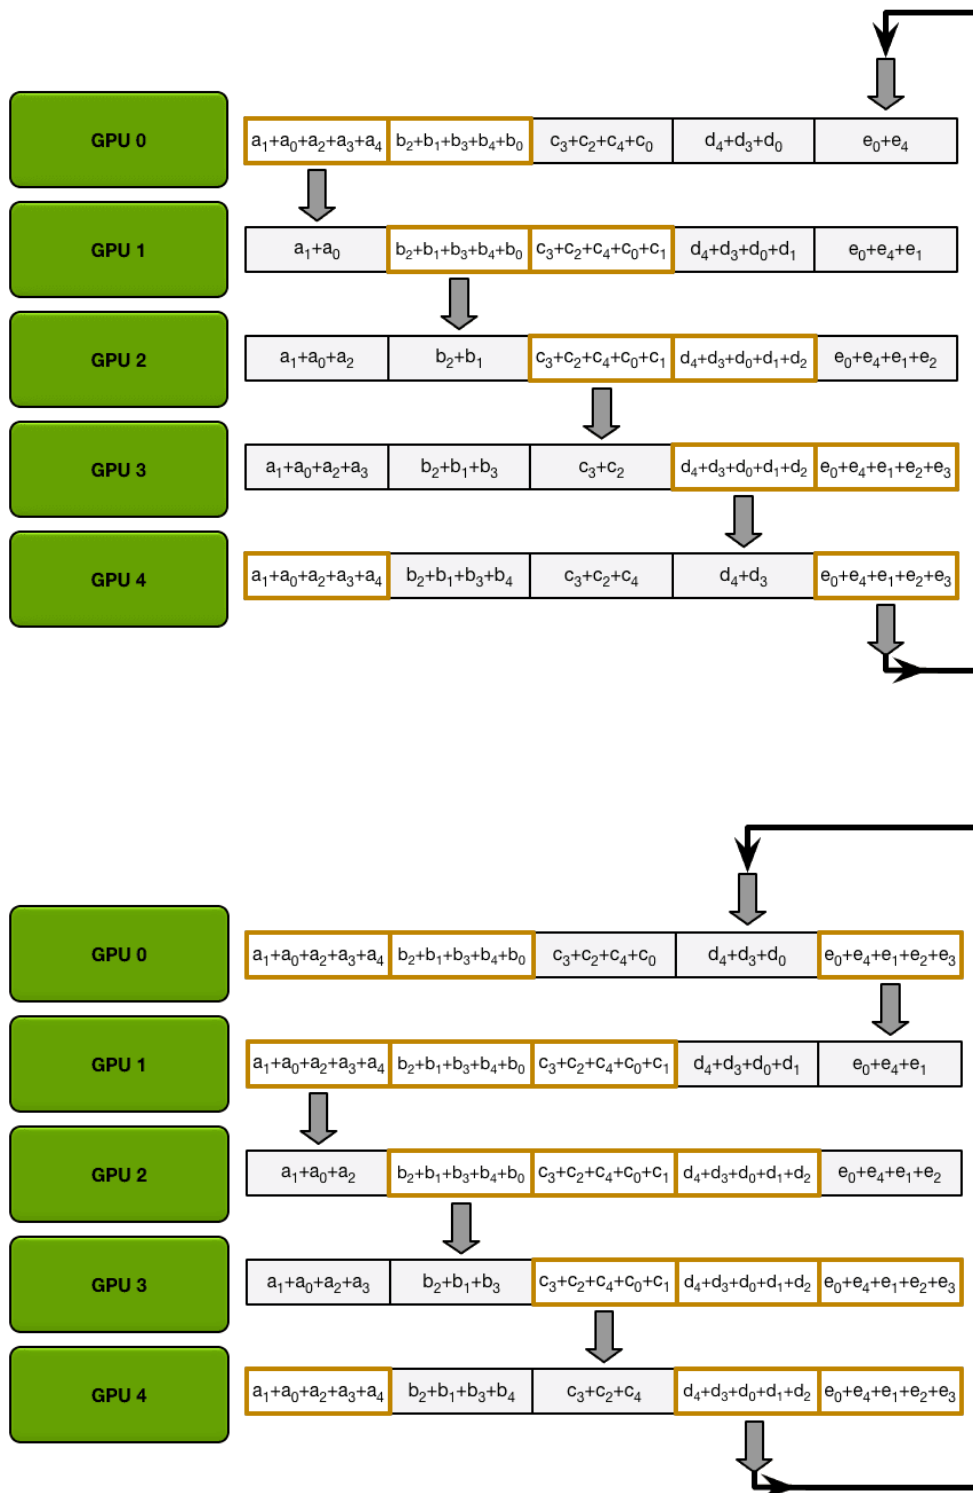 GPU 0 a₁+a₀+a₂+a₃+a₄ b₂+b₁+b₃+b₄+b₀ c₃+c₂+c₄+c₀ d₄+d₃+d₀ e₀+e₄
GPU 1 a₁+a₀ b₂+b₁+b₃+b₄+b₀ c₃+c₂+c₄+c₀+c₁ d₄+d₃+d₀+d₁ e₀+e₄+e₁
GPU 2 a₁+a₀+a₂ b₂+b₁ c₃+c₂+c₄+c₀+c₁ d₄+d₃+d₀+d₁+d₂ e₀+e₄+e₁+e₂
GPU 3 a₁+a₀+a₂+a₃ b₂+b₁+b₃ c₃+c₂ d₄+d₃+d₀+d₁+d₂ e₀+e₄+e₁+e₂+e₃
GPU 4 a₁+a₀+a₂+a₃+a₄ b₂+b₁+b₃+b₄ c₃+c₂+c₄ d₄+d₃ e₀+e₄+e₁+e₂+e₃
GPU 0 a₁+a₀+a₂+a₃+a₄ b₂+b₁+b₃+b₄+b₀ c₃+c₂+c₄+c₀ d₄+d₃+d₀ e₀+e₄+e₁+e₂+e₃
GPU 1 a₁+a₀+a₂+a₃+a₄ b₂+b₁+b₃+b₄+b₀ c₃+c₂+c₄+c₀+c₁ d₄+d₃+d₀+d₁ e₀+e₄+e₁
GPU 2 a₁+a₀+a₂ b₂+b₁+b₃+b₄+b₀ c₃+c₂+c₄+c₀+c₁ d₄+d₃+d₀+d₁+d₂ e₀+e₄+e₁+e₂
GPU 3 a₁+a₀+a₂+a₃ b₂+b₁+b₃ c₃+c₂+c₄+c₀+c₁ d₄+d₃+d₀+d₁+d₂ e₀+e₄+e₁+e₂+e₃
GPU 4 a₁+a₀+a₂+a₃+a₄ b₂+b₁+b₃+b₄ c₃+c₂+c₄ d₄+d₃+d₀+d₁+d₂ e₀+e₄+e₁+e₂+e₃